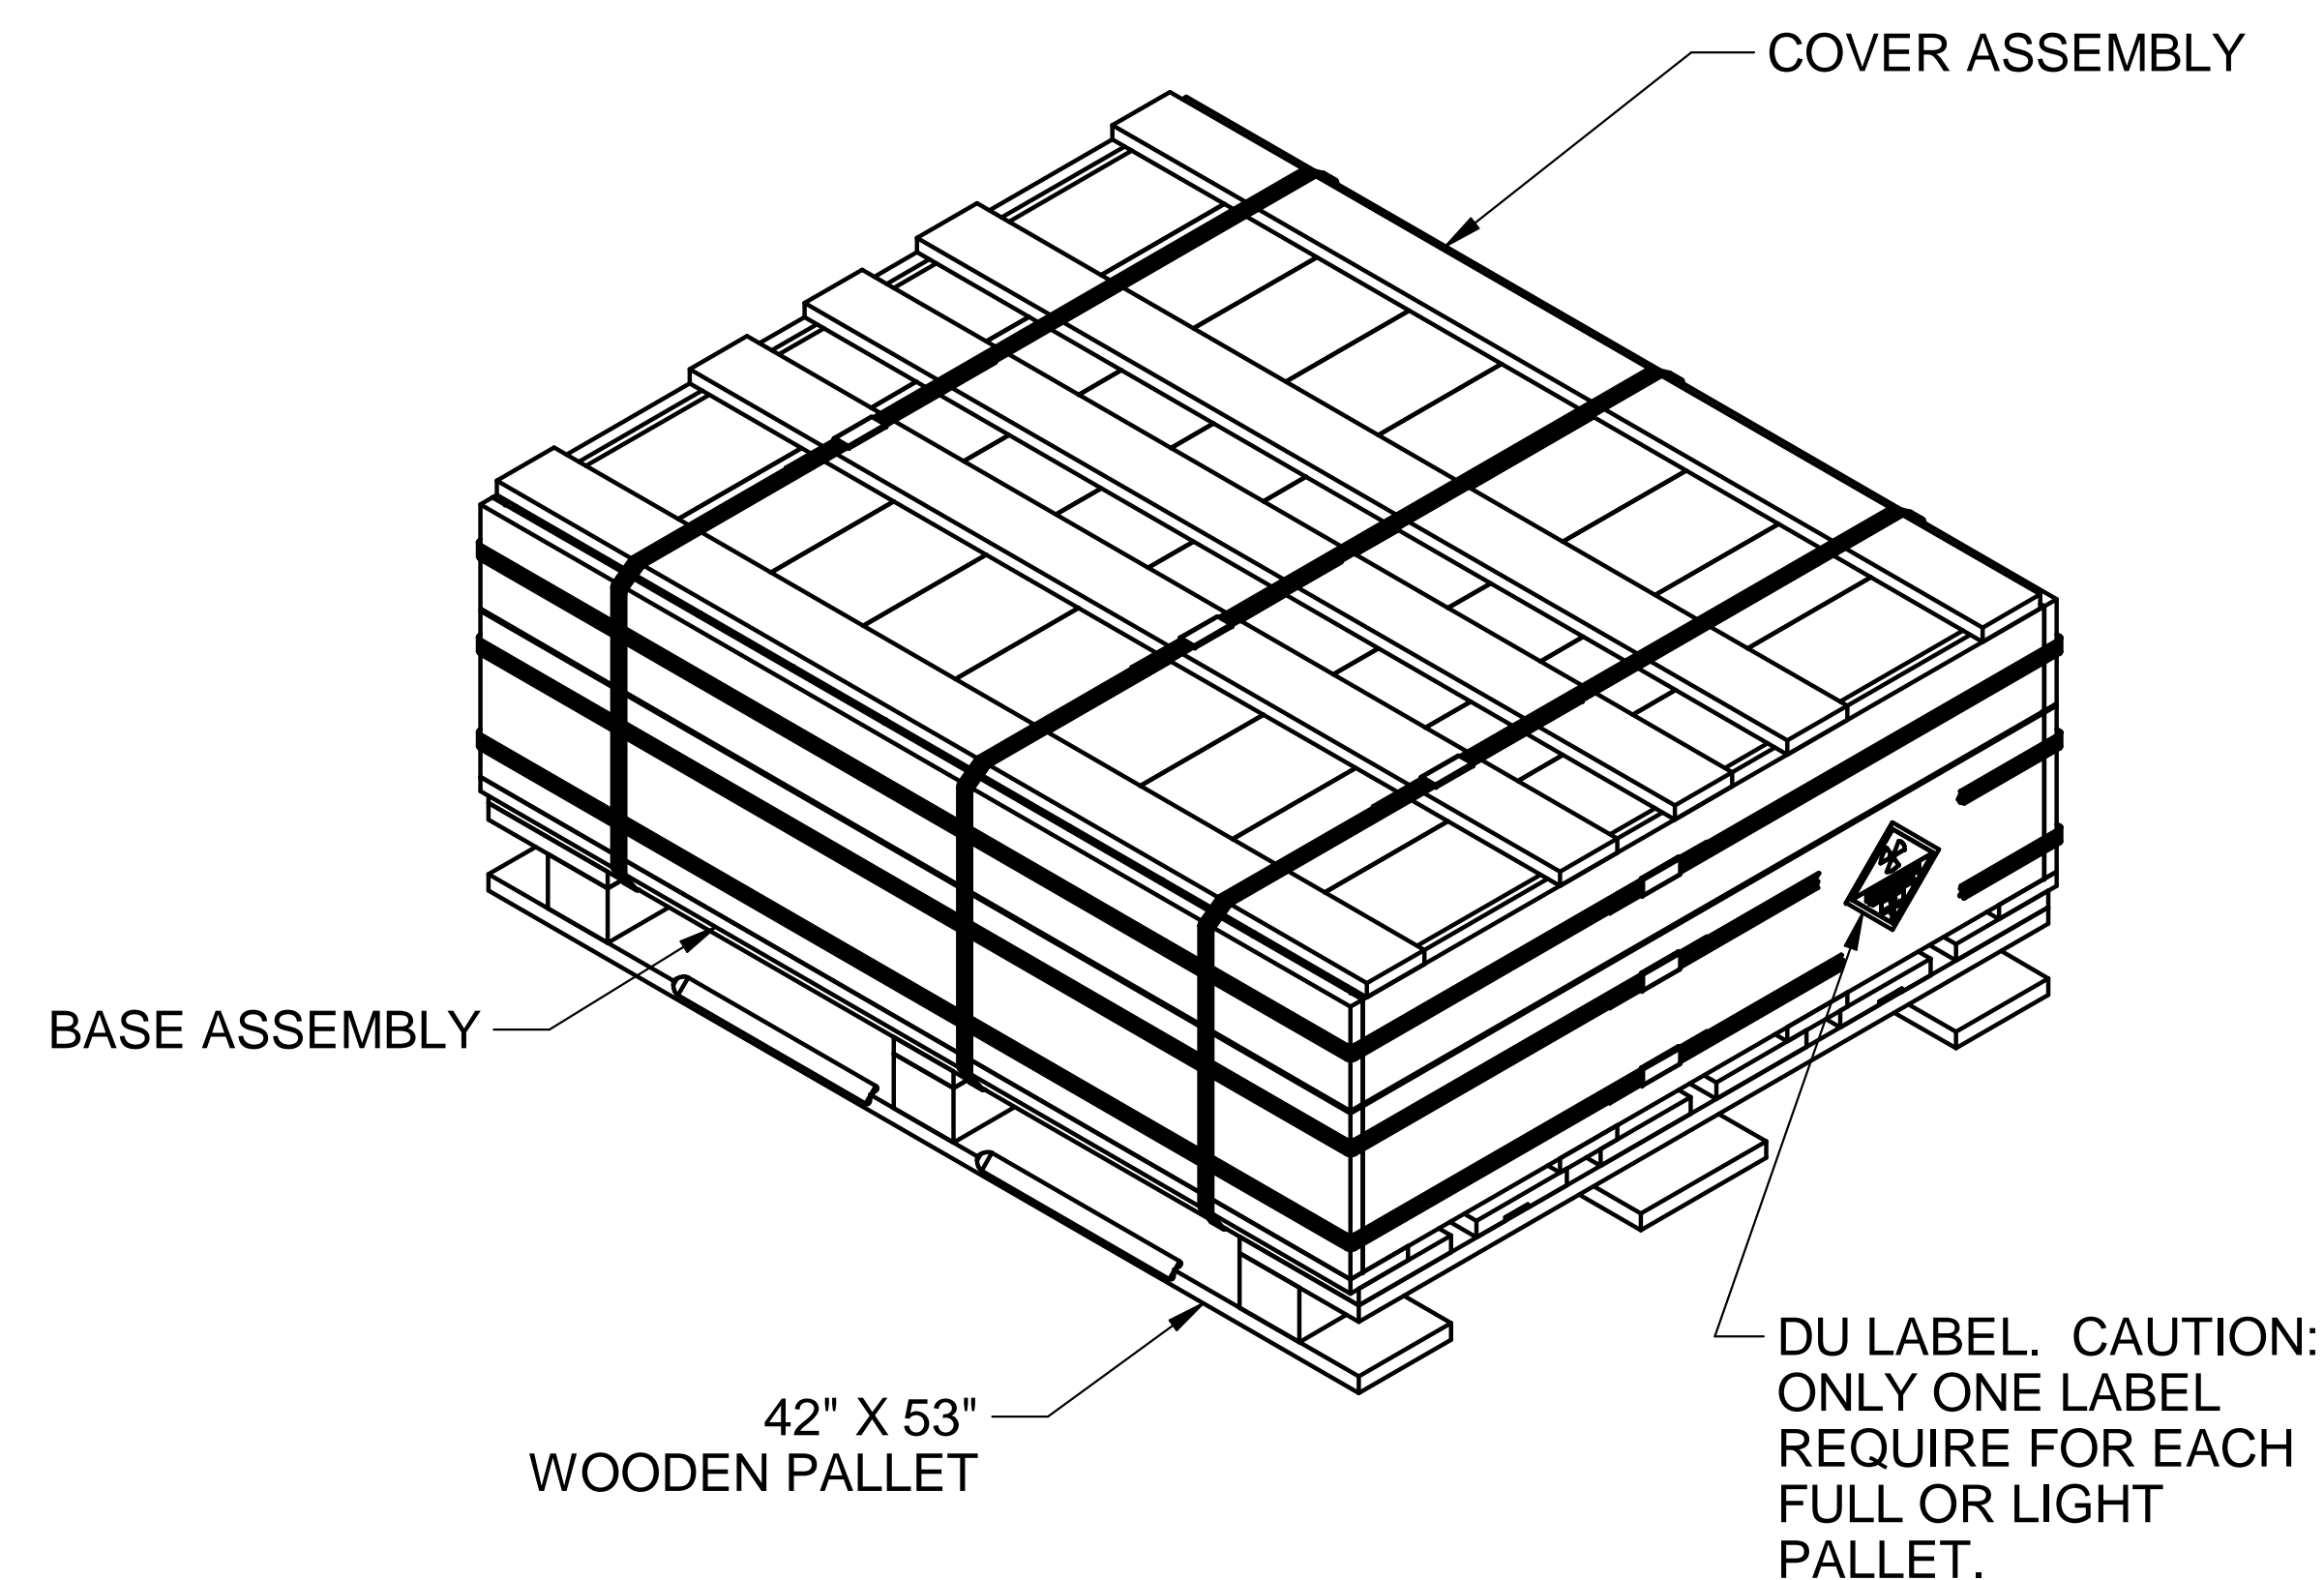 COVER ASSEMBLY
BASE ASSEMBLY
42" X 53"
WOODEN PALLET
DU LABEL.  CAUTION:
ONLY ONE LABEL
REQUIRE FOR EACH
FULL OR LIGHT
PALLET.